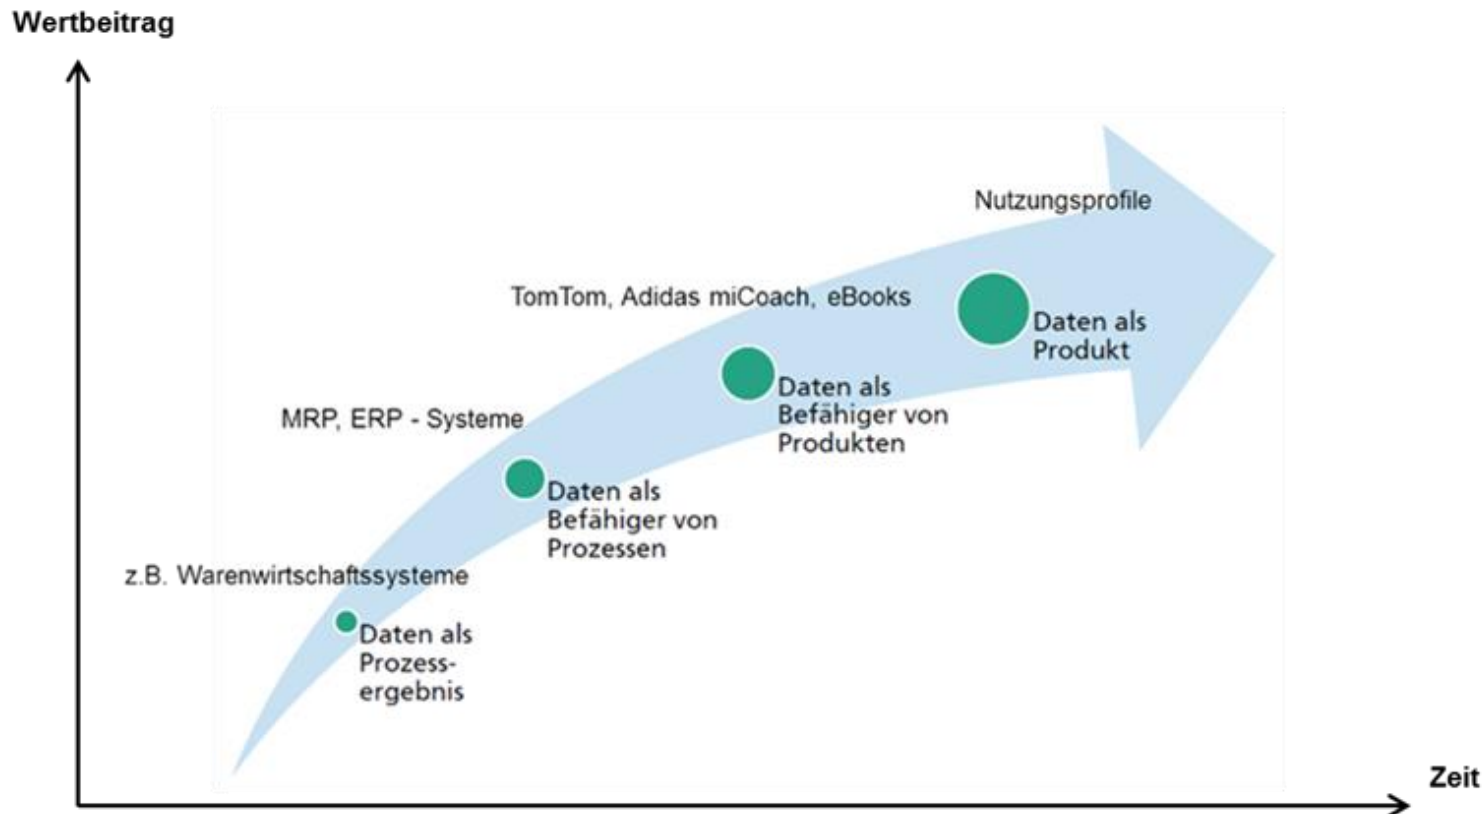 Wertbeitrag
Nutzungsprofile
TomTom, Adidas miCoach, eBooks
Daten als
Produkt
Daten als
Befähiger von
Produkten
MRP, ERP - Systeme
Daten als
Befähiger von
Prozessen
z.B. Warenwirtschaftssysteme
Daten als
Prozess-
ergebnis
Zeit